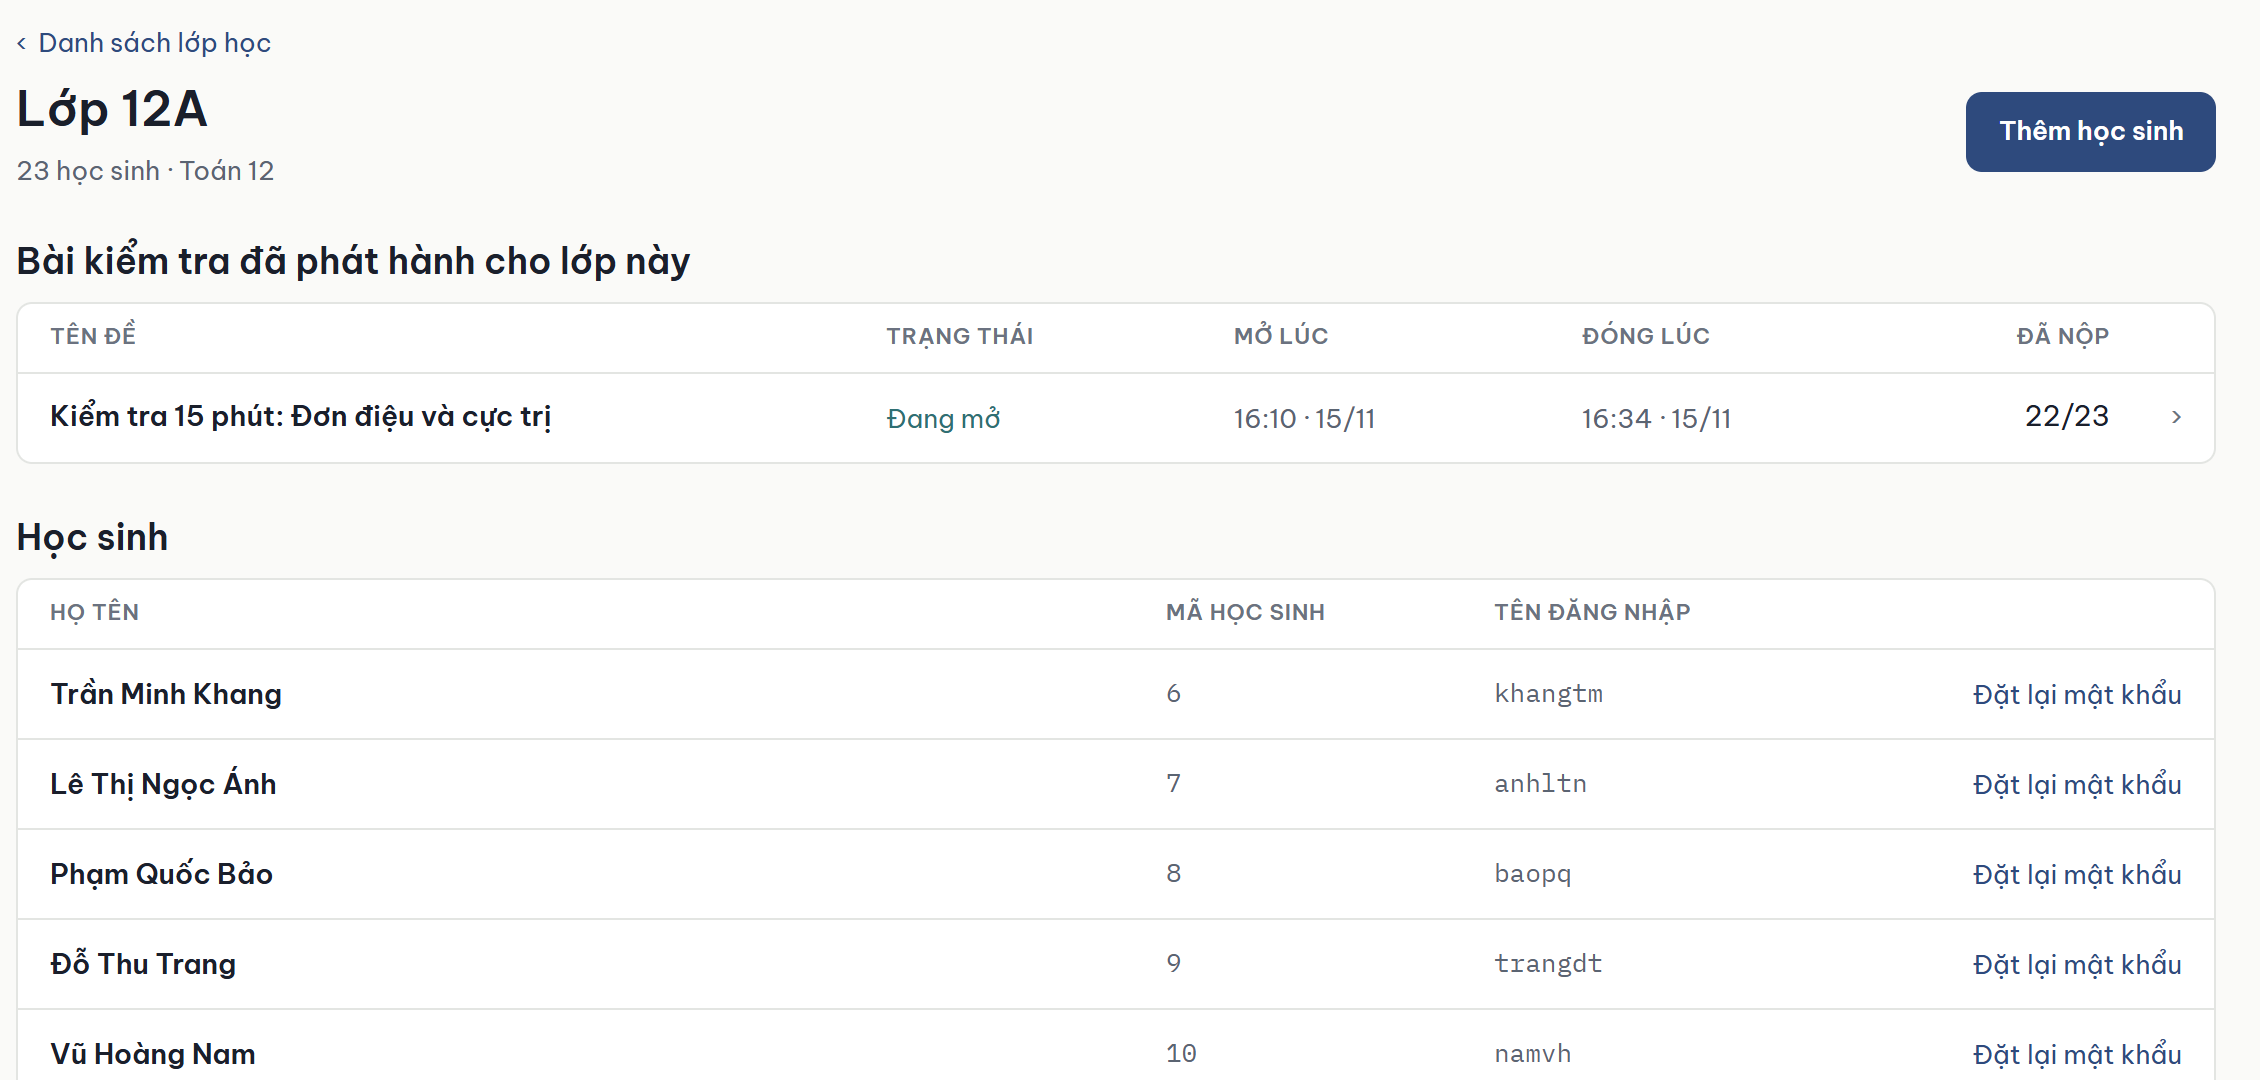 ‹ Danh sách lớp học
Lớp 12A
23 học sinh · Toán 12
Thêm học sinh
Bài kiểm tra đã phát hành cho lớp này
TÊN ĐỀ TRẠNG THÁI MỞ LÚC ĐÓNG LÚC ĐÃ NỘP
Kiểm tra 15 phút: Đơn điệu và cực trị Đang mở 16:10 · 15/11 16:34 · 15/11 22/23 ›
Học sinh
HỌ TÊN MÃ HỌC SINH TÊN ĐĂNG NHẬP
Trần Minh Khang 6 khangtm Đặt lại mật khẩu
Lê Thị Ngọc Ánh 7 anhltn Đặt lại mật khẩu
Phạm Quốc Bảo 8 baopq Đặt lại mật khẩu
Đỗ Thu Trang 9 trangdt Đặt lại mật khẩu
Vũ Hoàng Nam 10 namvh Đặt lại mật khẩu